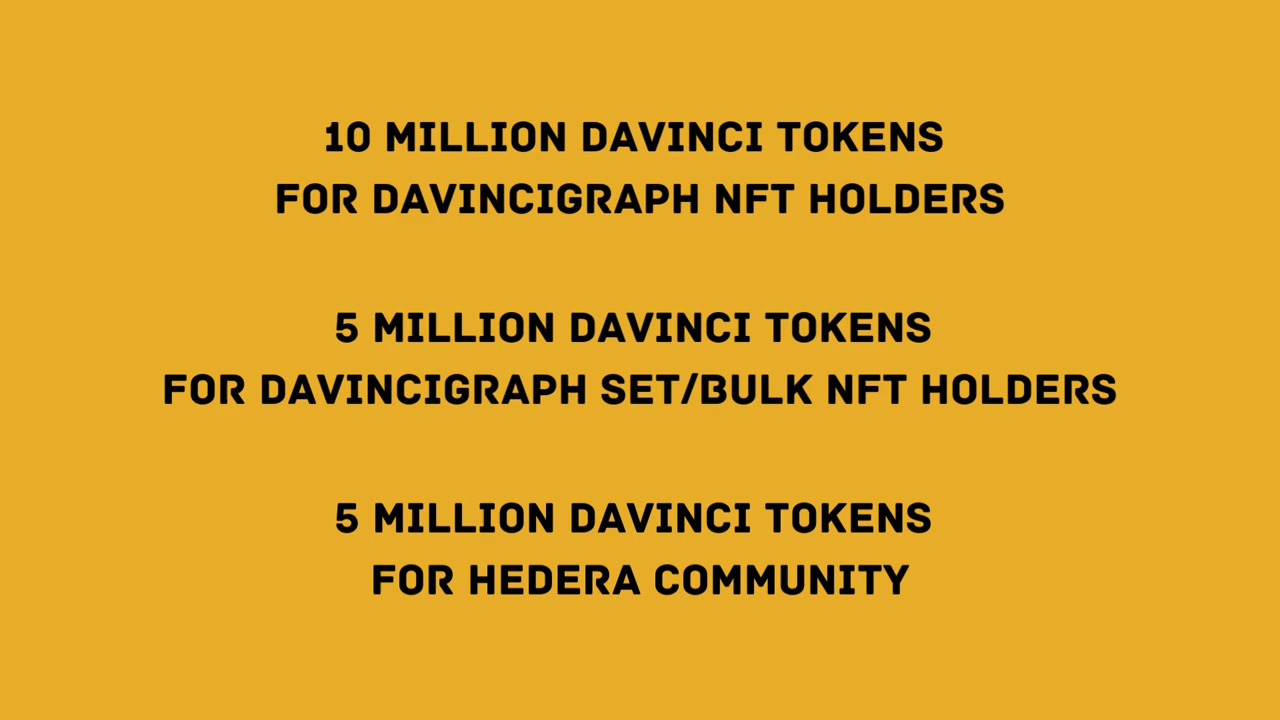 10 MILLION DAVINCI TOKENS
FOR DAVINCIGRAPH NFT HOLDERS
5 MILLION DAVINCI TOKENS
FOR DAVINCIGRAPH SET/BULK NFT HOLDERS
5 MILLION DAVINCI TOKENS
FOR HEDERA COMMUNITY